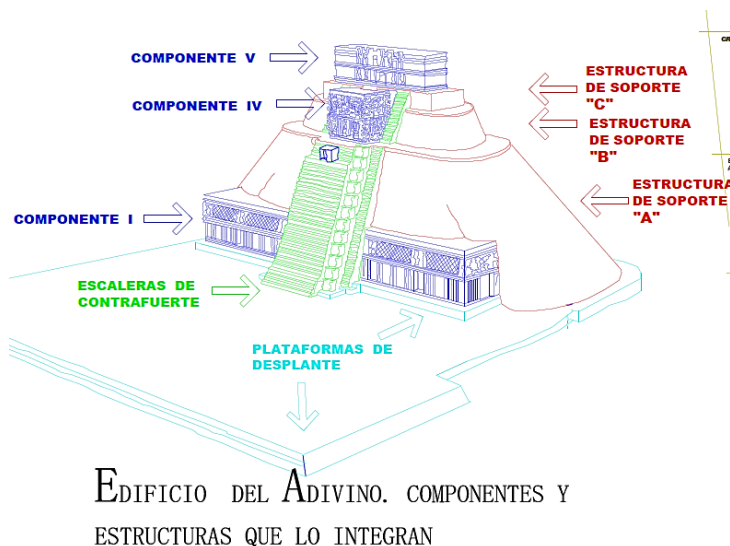 COMPONENTE V
COMPONENTE IV
COMPONENTE I
ESCALERAS DE
CONTRAFUERTE
PLATAFORMAS DE
DESPLANTE
ESTRUCTURA
DE SOPORTE
"C"
ESTRUCTURA
DE SOPORTE
"B"
ESTRUCTURA
DE SOPORTE
"A"
EDIFICIO DEL ADIVINO. COMPONENTES Y
ESTRUCTURAS QUE LO INTEGRAN